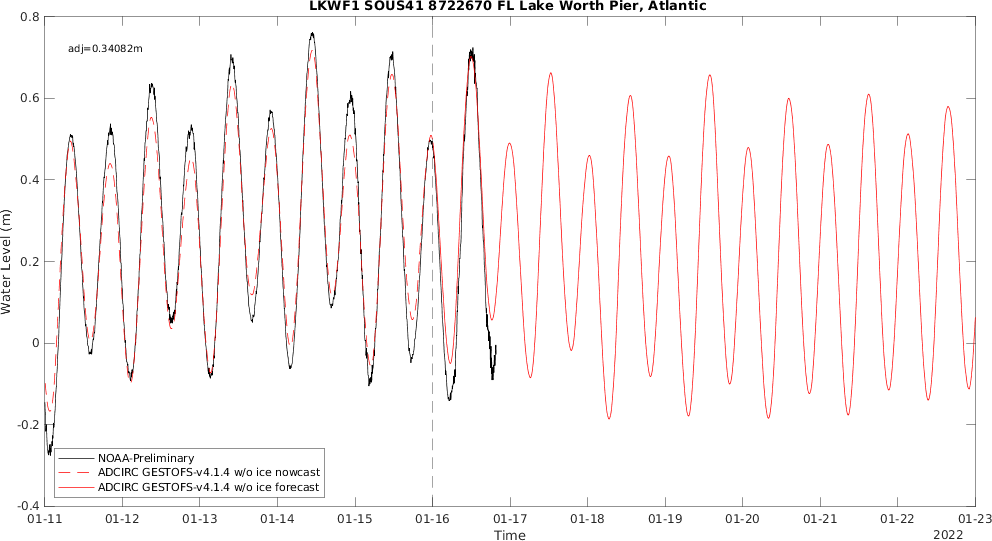 LKWF1 SOUS41 8722670 FL Lake Worth Pier, Atlantic
0.8
adj=0.34082m
0.6
0.4
0.2
0
-0.2
-0.4
Water Level (m)
NOAA-Preliminary
ADCIRC GESTOFS-v4.1.4 w/o ice nowcast
ADCIRC GESTOFS-v4.1.4 w/o ice forecast
01-11 01-12 01-13 01-14 01-15 01-16 01-17 01-18 01-19 01-20 01-21 01-22 01-23
Time
2022